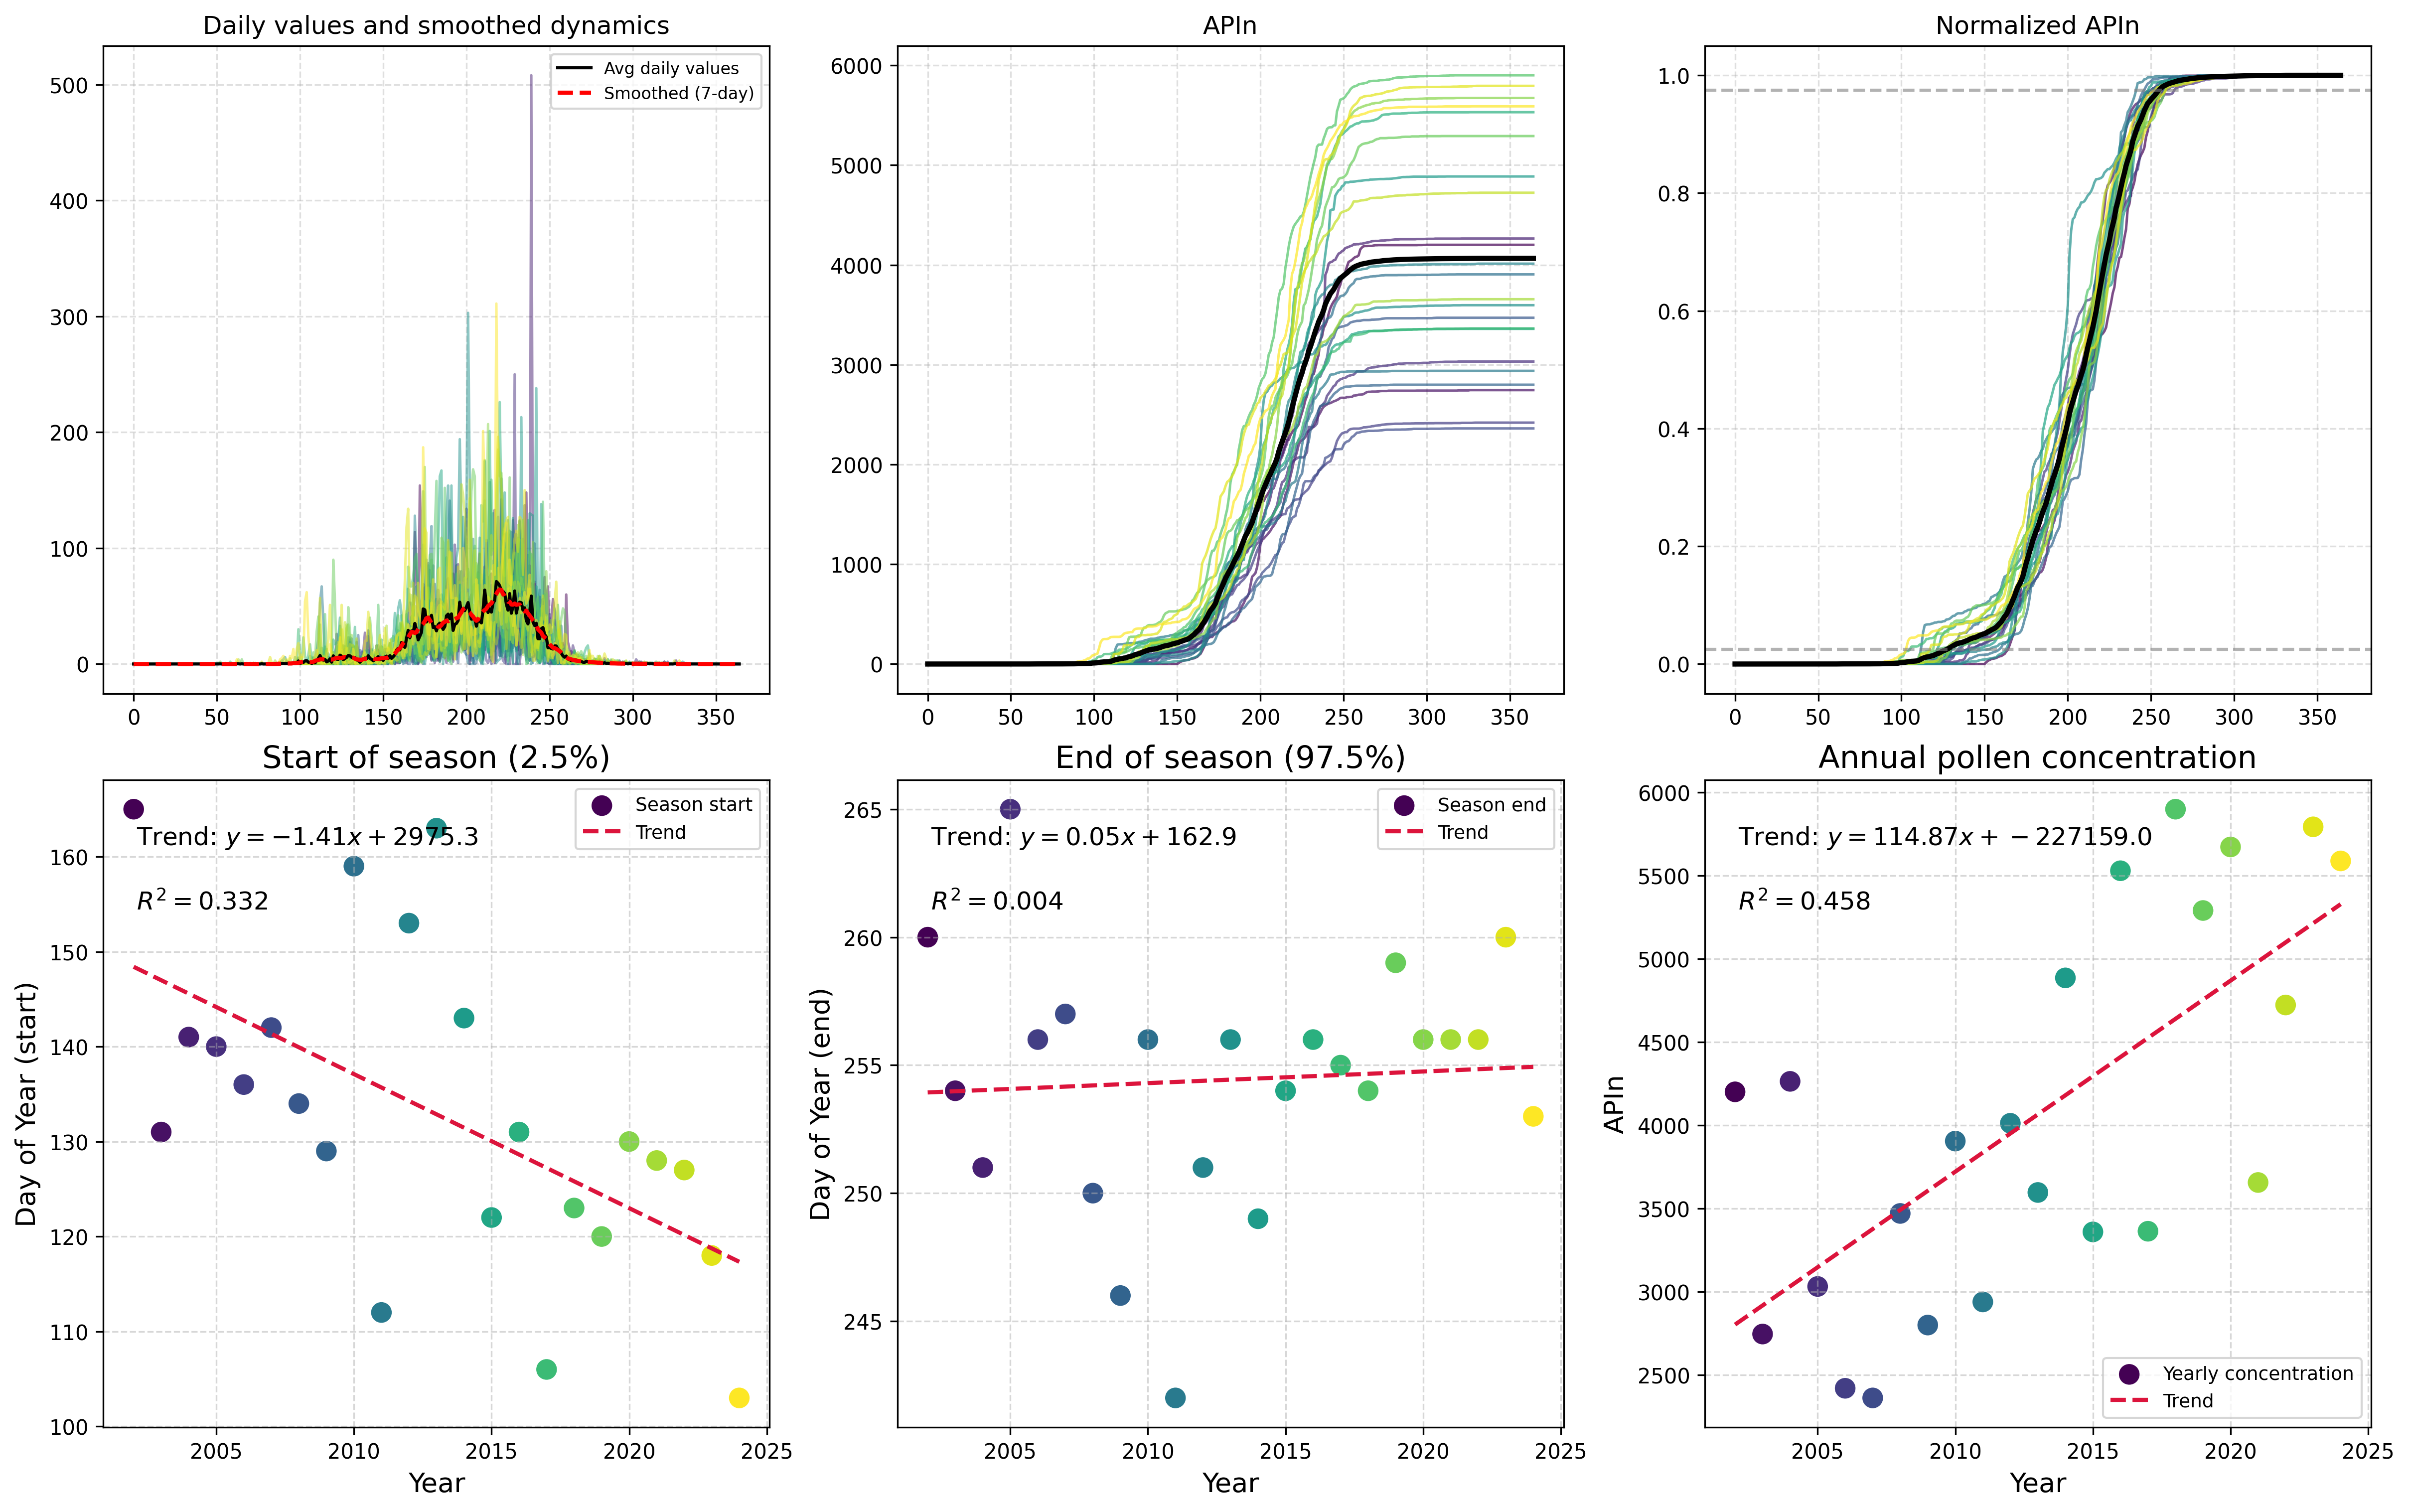 Daily values and smoothed dynamics
500
400
300
200
100
0
0 50 100 150 200 250 300 350
Avg daily values
Smoothed (7-day)
APIn
6000
5000
4000
3000
2000
1000
0
0 50 100 150 200 250 300 350
Normalized APIn
1.0
0.8
0.6
0.4
0.2
0.0
0 50 100 150 200 250 300 350
Start of season (2.5%)
Day of Year (start)
160
150
140
130
120
110
100
Trend: y = −1.41x + 2975.3
R² = 0.332
Season start
Trend
2005 2010 2015 2020 2025
Year
End of season (97.5%)
Day of Year (end)
265
260
255
250
245
Trend: y = 0.05x + 162.9
R² = 0.004
Season end
Trend
2005 2010 2015 2020 2025
Year
Annual pollen concentration
APIn
6000
5500
5000
4500
4000
3500
3000
2500
Trend: y = 114.87x + −227159.0
R² = 0.458
Yearly concentration
Trend
2005 2010 2015 2020 2025
Year